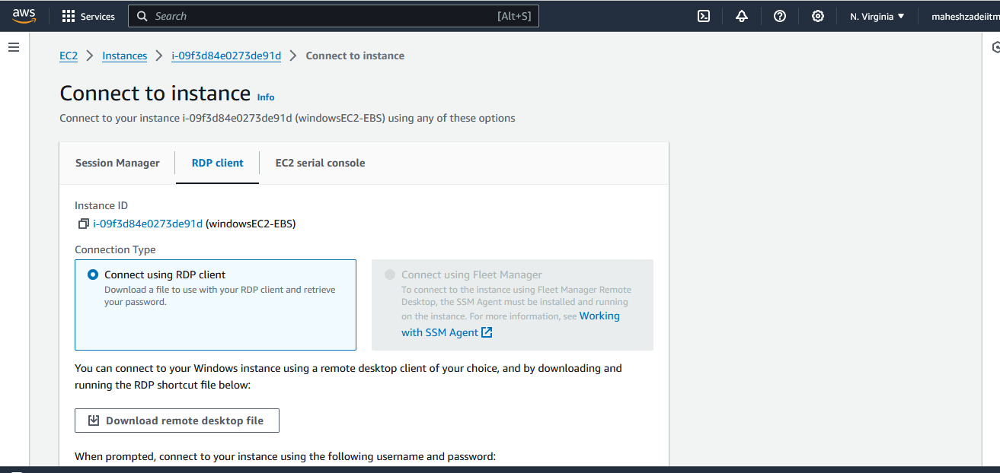 aws
Services
Search
[Alt+S]
N. Virginia
maheshzadeiitm
EC2
Instances
i-09f3d84e0273de91d
Connect to instance
Connect to instance Info
Connect to your instance i-09f3d84e0273de91d (windowsEC2-EBS) using any of these options
Session Manager
RDP client
EC2 serial console
Instance ID
i-09f3d84e0273de91d (windowsEC2-EBS)
Connection Type
Connect using RDP client
Download a file to use with your RDP client and retrieve
your password.
Connect using Fleet Manager
To connect to the instance using Fleet Manager Remote
Desktop, the SSM Agent must be installed and running
on the instance. For more information, see Working
with SSM Agent
You can connect to your Windows instance using a remote desktop client of your choice, and by downloading and
running the RDP shortcut file below:
Download remote desktop file
When prompted, connect to your instance using the following username and password: